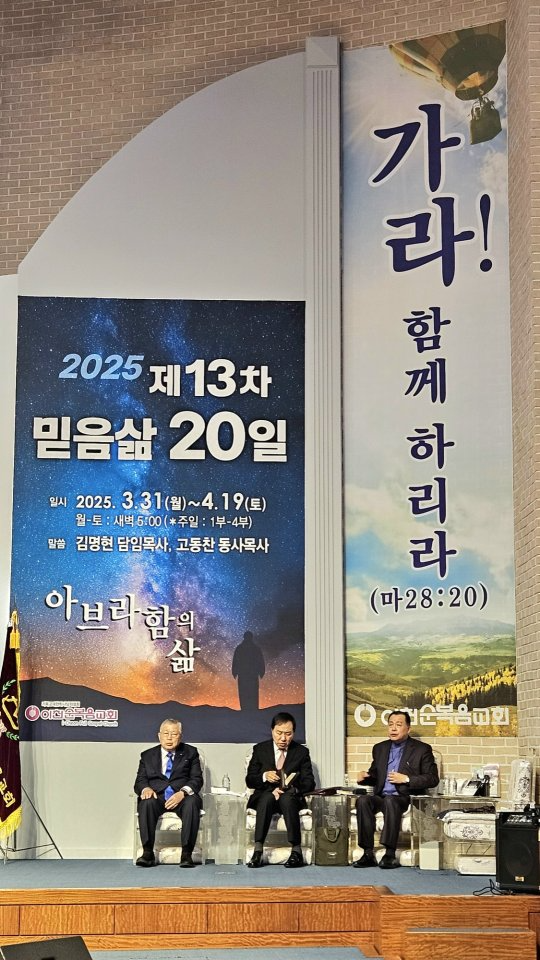 2025 제13차
믿음삶 20일
일시 2025. 3.31(월)~4.19(토)
월-토 : 새벽 5:00 (*주일 : 1부-4부)
말씀 김명현 담임목사, 고동찬 동사목사
아브라함의
삶
이천순복음교회
가
라!
함
께
하
리
라
(마28:20)
이천순복음교회
교회